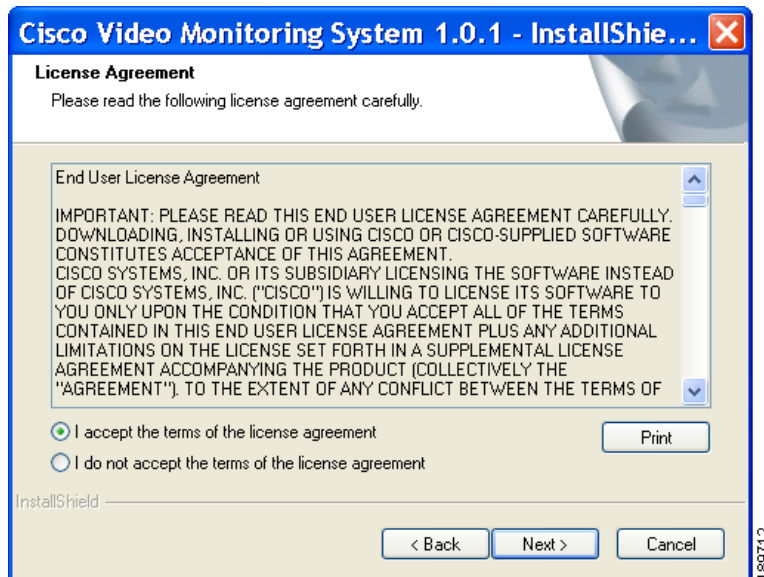 Cisco Video Monitoring System 1.0.1 - InstallShie...
License Agreement
Please read the following license agreement carefully.
End User License Agreement
IMPORTANT: PLEASE READ THIS END USER LICENSE AGREEMENT CAREFULLY.
DOWNLOADING, INSTALLING OR USING CISCO OR CISCO-SUPPLIED SOFTWARE
CONSTITUTES ACCEPTANCE OF THIS AGREEMENT.
CISCO SYSTEMS, INC. OR ITS SUBSIDIARY LICENSING THE SOFTWARE INSTEAD
OF CISCO SYSTEMS, INC. ("CISCO") IS WILLING TO LICENSE ITS SOFTWARE TO
YOU ONLY UPON THE CONDITION THAT YOU ACCEPT ALL OF THE TERMS
CONTAINED IN THIS END USER LICENSE AGREEMENT PLUS ANY ADDITIONAL
LIMITATIONS ON THE LICENSE SET FORTH IN A SUPPLEMENTAL LICENSE
AGREEMENT ACCOMPANYING THE PRODUCT (COLLECTIVELY THE
"AGREEMENT"). TO THE EXTENT OF ANY CONFLICT BETWEEN THE TERMS OF
I accept the terms of the license agreement
Print
I do not accept the terms of the license agreement
InstallShield
< Back
Next >
Cancel
189712